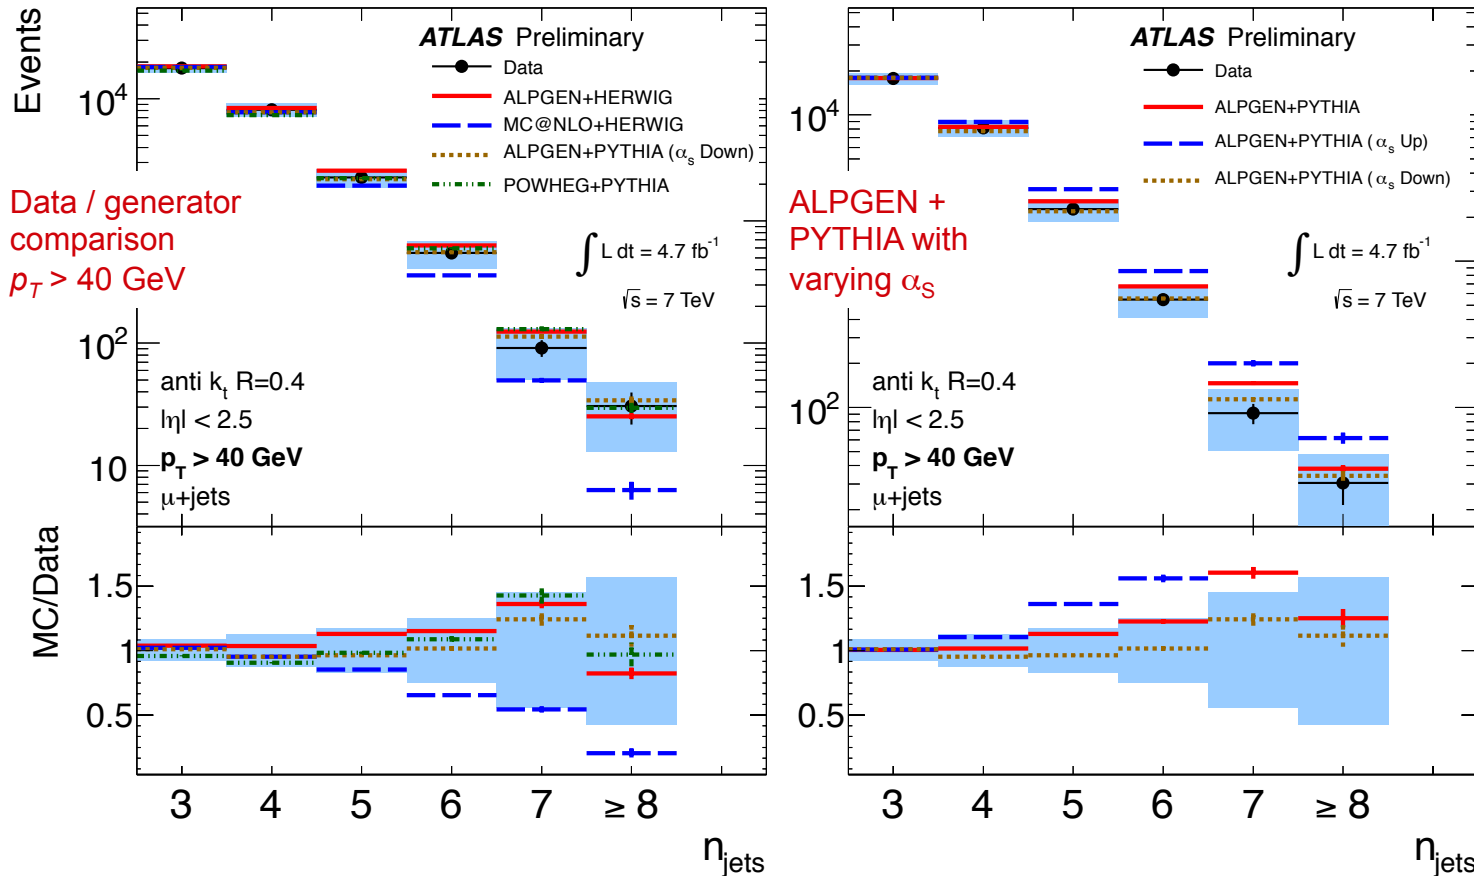 ATLAS Preliminary
Data
ALPGEN+HERWIG
MC@NLO+HERWIG
ALPGEN+PYTHIA (αs Down)
POWHEG+PYTHIA
Events
10^4
10^2
10
Data / generator
comparison
pT > 40 GeV
∫ L dt = 4.7 fb^-1
√s = 7 TeV
anti kt R=0.4
|η| < 2.5
pT > 40 GeV
μ+jets
MC/Data
1.5
1
0.5
3 4 5 6 7 ≥ 8
njets
ATLAS Preliminary
Data
ALPGEN+PYTHIA
ALPGEN+PYTHIA (αs Up)
ALPGEN+PYTHIA (αs Down)
10^4
10^2
ALPGEN +
PYTHIA with
varying αS
∫ L dt = 4.7 fb^-1
√s = 7 TeV
anti kt R=0.4
|η| < 2.5
pT > 40 GeV
μ+jets
1.5
1
0.5
3 4 5 6 7 ≥ 8
njets